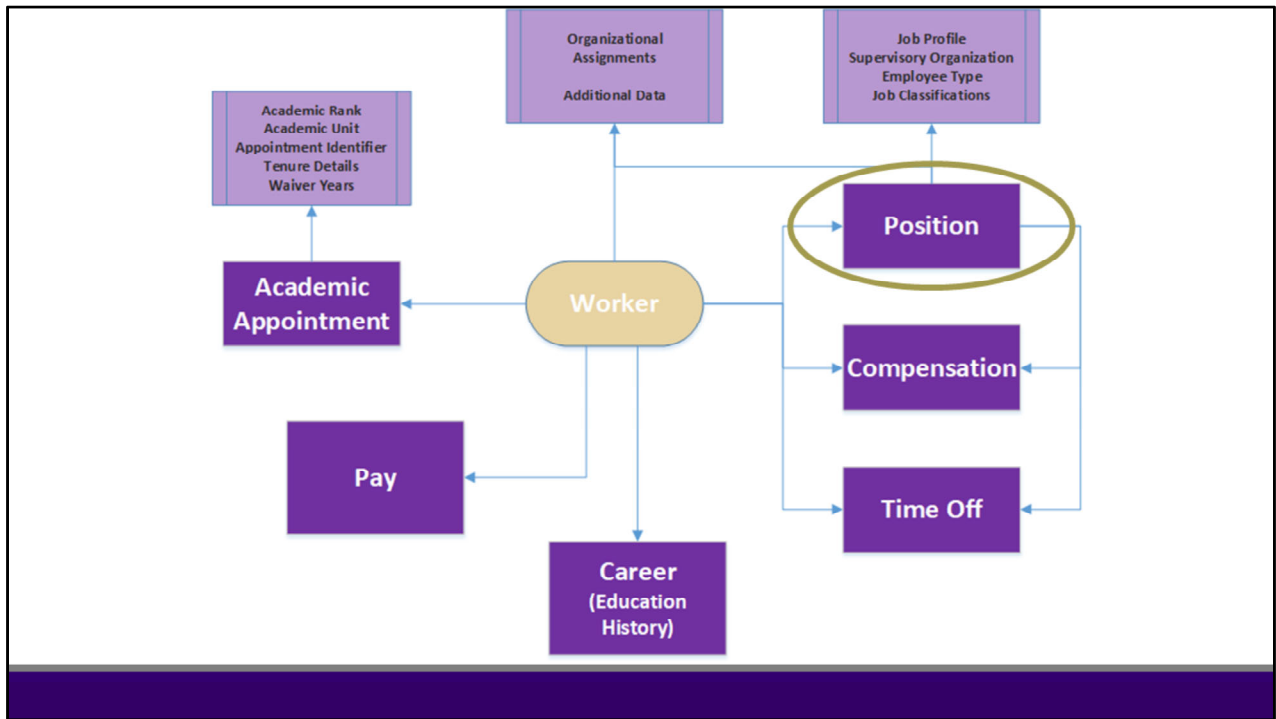 Organizational
Assignments
Additional Data
Job Profile
Supervisory Organization
Employee Type
Job Classifications
Academic Rank
Academic Unit
Appointment Identifier
Tenure Details
Waiver Years
Position
Academic
Appointment
Worker
Compensation
Pay
Time Off
Career
(Education
History)